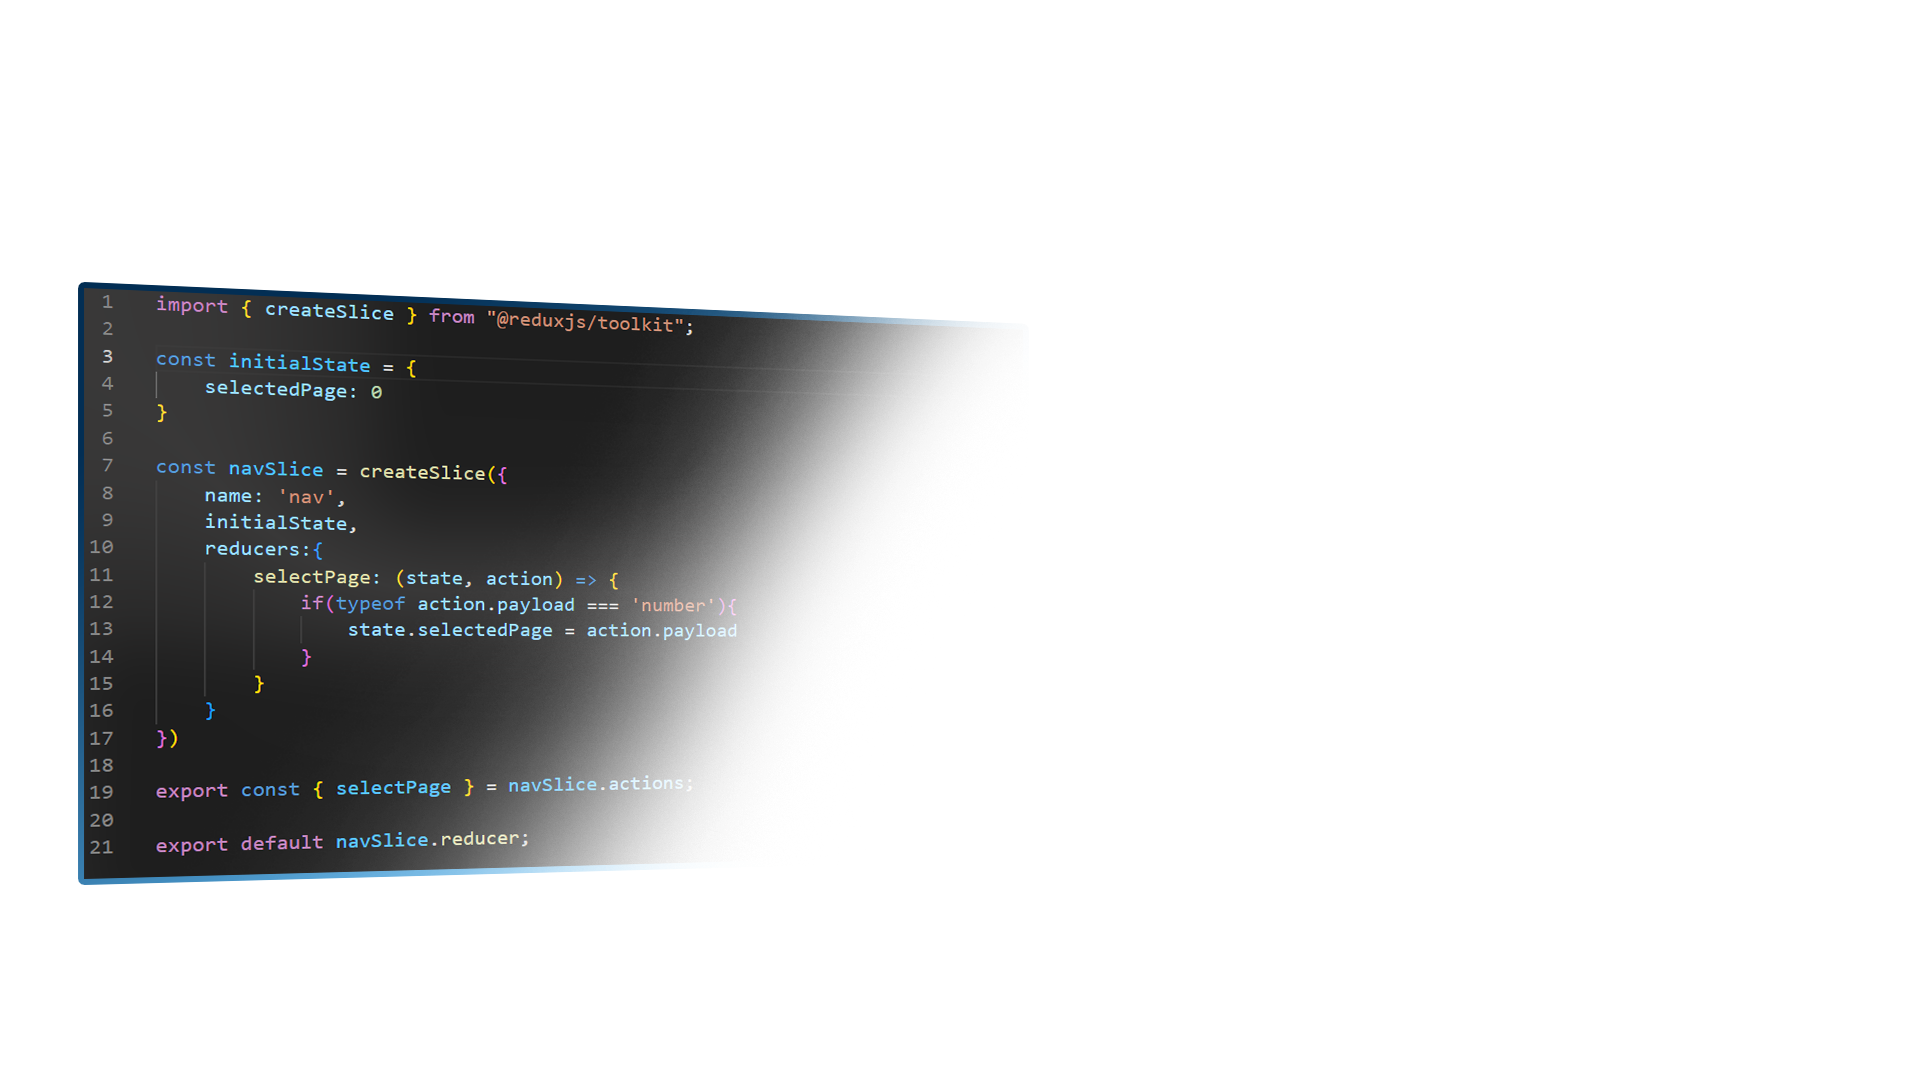 1 import { createSlice } from "@reduxjs/toolkit";
2
3 const initialState = {
4 selectedPage: 0
5 }
6
7 const navSlice = createSlice({
8 name: 'nav',
9 initialState,
10 reducers:{
11 selectPage: (state, action) => {
12 if(typeof action.payload === 'number'){
13 state.selectedPage = action.payload
14 }
15 }
16 }
17 })
18
19 export const { selectPage } = navSlice.actions;
20
21 export default navSlice.reducer;